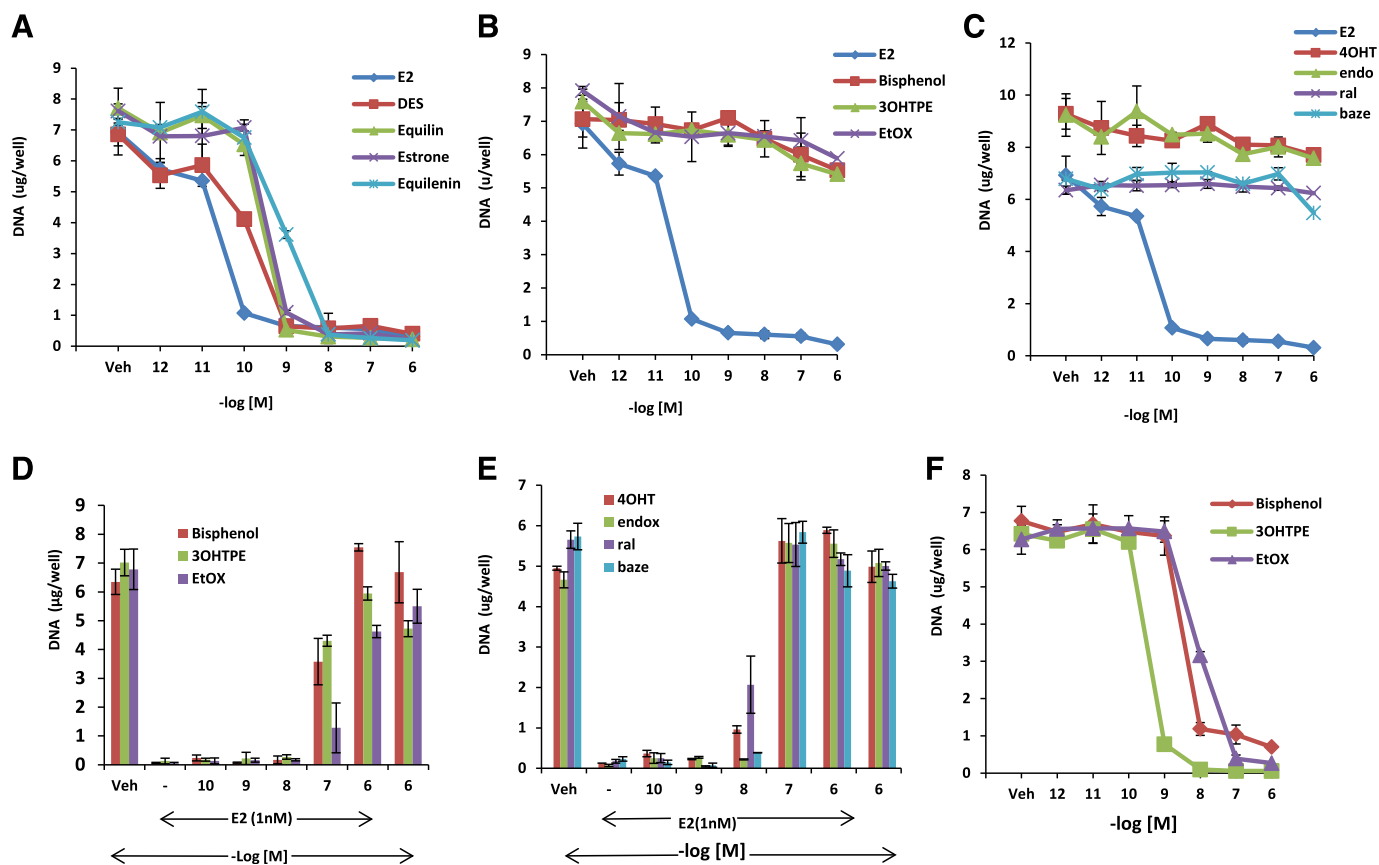 A
DNA (ug/well)
9
8
7
6
5
4
3
2
1
0
Veh 12 11 10 9 8 7 6
-log [M]
E2
DES
Equilin
Estrone
Equilenin
B
DNA (u/well)
9
8
7
6
5
4
3
2
1
0
Veh 12 11 10 9 8 7 6
-log [M]
E2
Bisphenol
3OHTPE
EtOX
C
DNA (ug/well)
12
10
8
6
4
2
0
Veh 12 11 10 9 8 7 6
-log [M]
E2
4OHT
endo
ral
baze
D
DNA (µg/well)
9
8
7
6
5
4
3
2
1
0
Bisphenol
3OHTPE
EtOX
Veh - 10 9 8 7 6 6
E2 (1nM)
-Log [M]
E
DNA (ug/well)
7
6
5
4
3
2
1
0
4OHT
endox
ral
baze
Veh - 10 9 8 7 6 6
E2(1nM)
-log [M]
F
DNA (ug/well)
8
7
6
5
4
3
2
1
0
Veh 12 11 10 9 8 7 6
-log [M]
Bisphenol
3OHTPE
EtOX